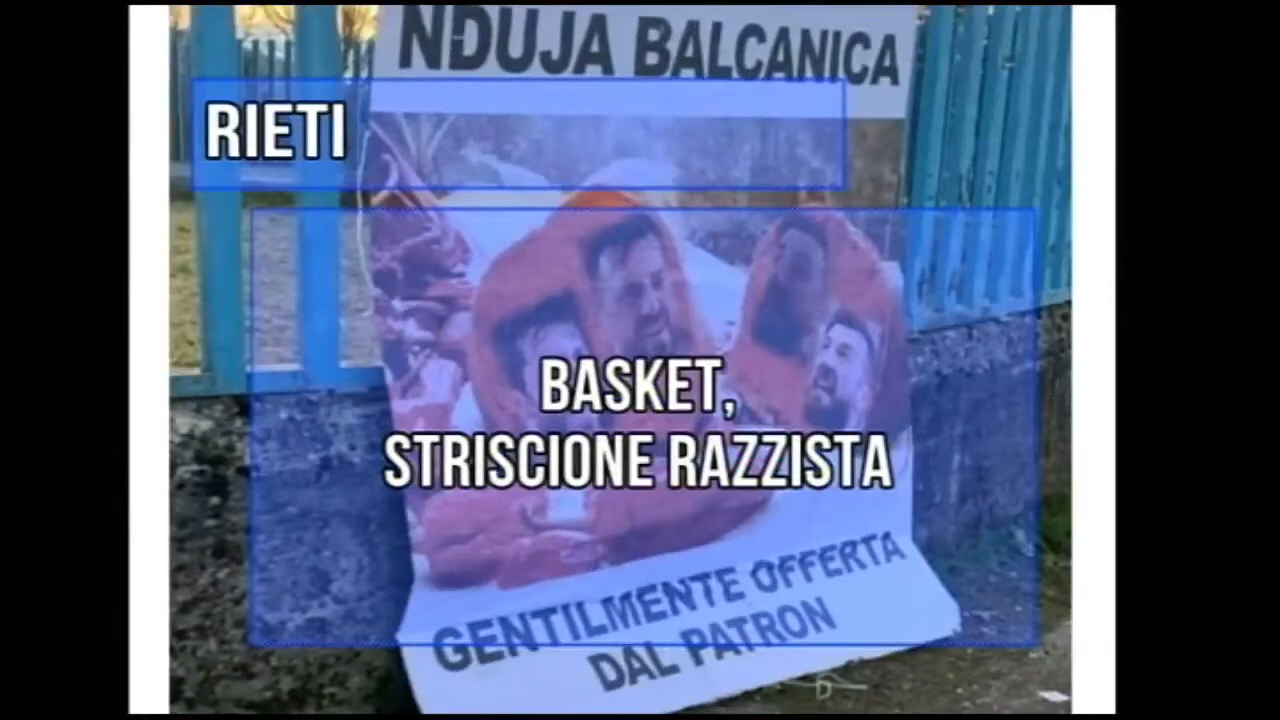 NDUJA BALCANICA
RIETI
BASKET,
STRISCIONE RAZZISTA
GENTILMENTE OFFERTA
DAL PATRON